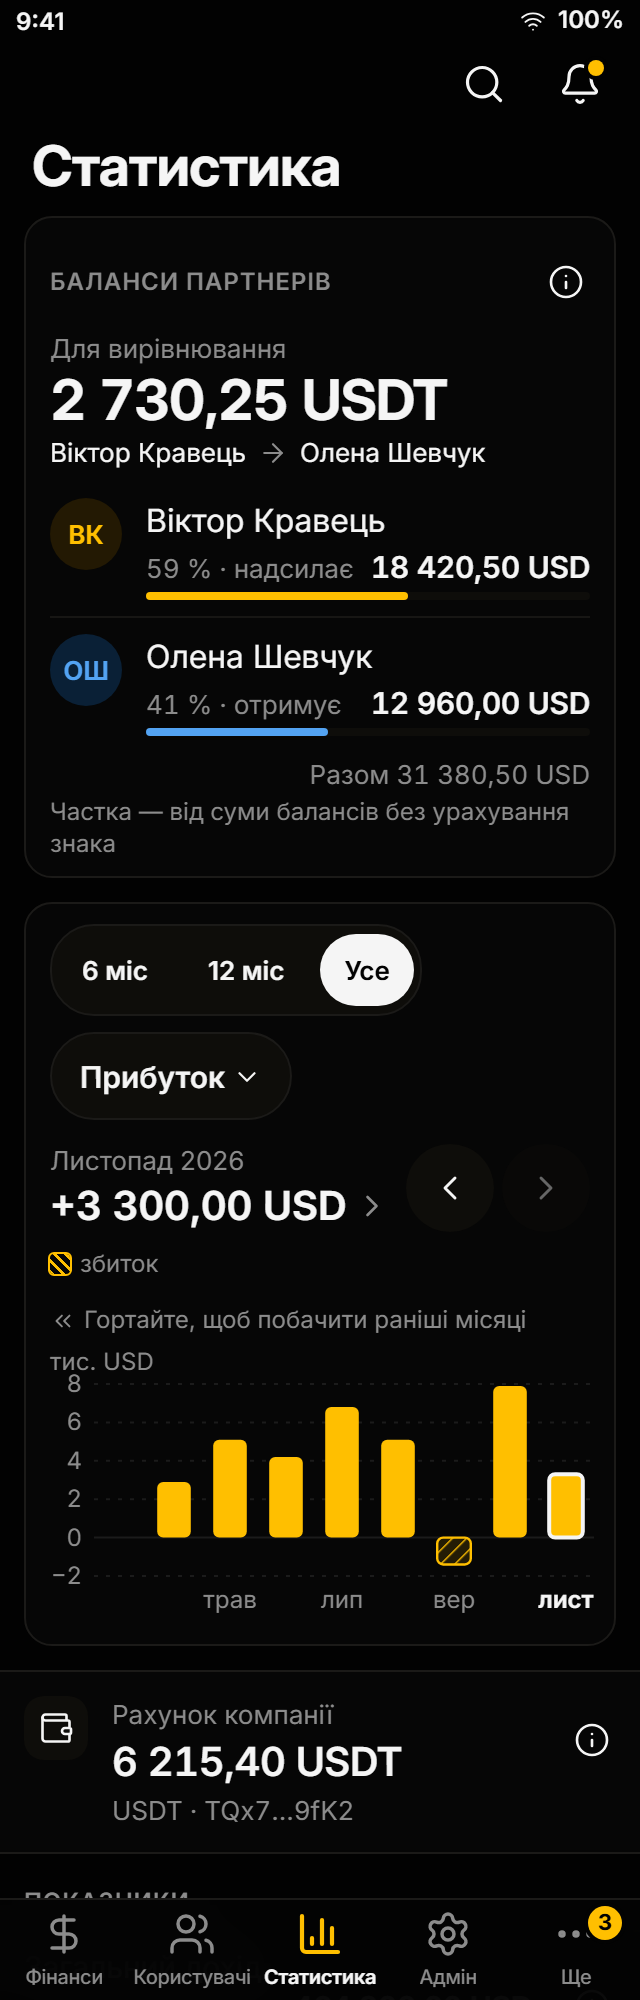 9:41
100%
Статистика
БАЛАНСИ ПАРТНЕРІВ
Для вирівнювання
2 730,25 USDT
Віктор Кравець → Олена Шевчук
ВК
Віктор Кравець
59 % · надсилає 18 420,50 USD
ОШ
Олена Шевчук
41 % · отримує 12 960,00 USD
Разом 31 380,50 USD
Частка — від суми балансів без урахування
знака
6 міс 12 міс Усе
Прибуток
Листопад 2026
+3 300,00 USD
збиток
« Гортайте, щоб побачити раніші місяці
тис. USD
8
6
4
2
0
−2
трав лип вер лист
Рахунок компанії
6 215,40 USDT
USDT · TQx7…9fK2
ПОКАЗНИКИ
3
Фінанси Користувачі Статистика Адмін Ще